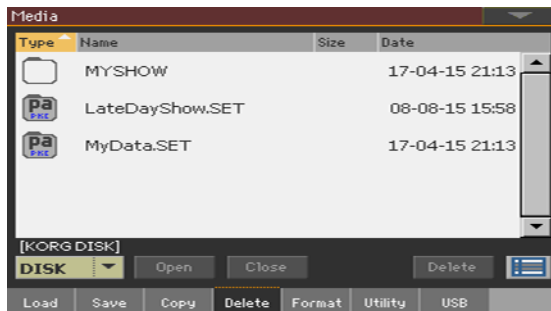 Media
Type Name Size Date
MYSHOW 17-04-15 21:13
Pa PKG LateDayShow.SET 08-08-15 15:58
Pa PKG MyData.SET 17-04-15 21:13
[KORG DISK]
DISK Open Close Delete
Load Save Copy Delete Format Utility USB